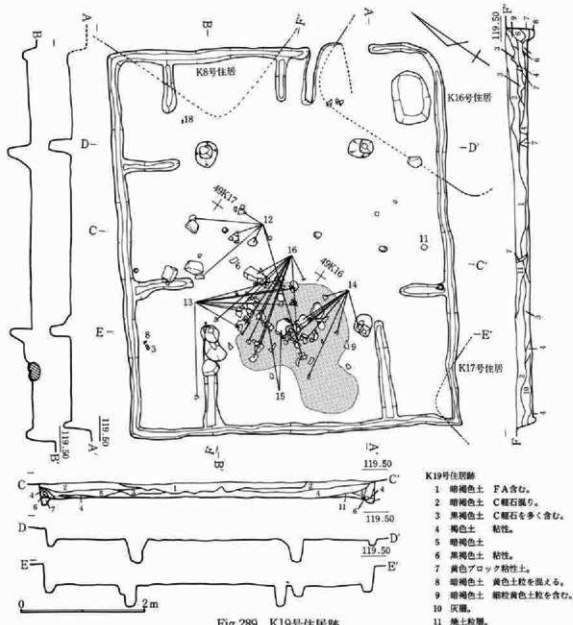 119.50
K8号住居
K16号住居
18
D
D'
49K17
12
C
16
11
C'
49K16
13
14
E
8
3
4
9
E'
K17号住居
15
119.50
119.50
C
C'
119.50
119.50
D
D'
119.50
E
E'
0
2m
K19号住居跡
1 暗褐色土 FA含む。
2 暗褐色土 C軽石混り。
3 黒褐色土 C軽石を多く含む。
4 褐色土 粘性。
5 暗褐土
6 黒褐色土 粘性。
7 黄色ブロック粘性土。
8 暗褐色土 黄色土粒を混える。
9 暗褐色土 細粒黄色土粒を含む。
10 灰層。
11 焼土粒層。
Fig 289 K19号住居跡